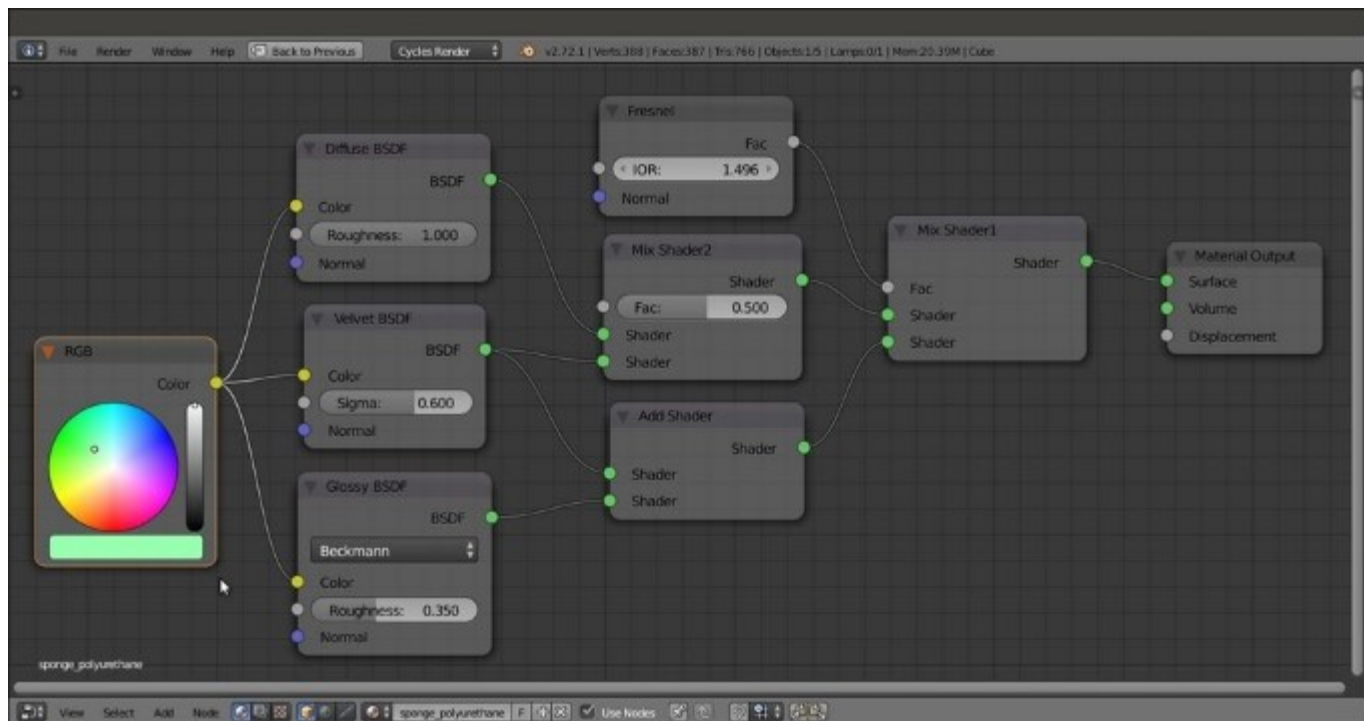 File Render Window Help Back to Previous Cycles Render v2.72.1 | Verts:388 | Faces:387 | Tris:766 | Objects:1/5 | Lamps:0/1 | Mem:20.39M | Cube
Fresnel
Fac
IOR: 1.496
Normal
Diffuse BSDF
BSDF
Color
Roughness: 1.000
Normal
Mix Shader2
Shader
Fac: 0.500
Shader
Shader
Mix Shader1
Shader
Fac
Shader
Shader
Material Output
Surface
Volume
Displacement
Velvet BSDF
BSDF
Color
Sigma: 0.600
Normal
RGB
Color
Add Shader
Shader
Shader
Shader
Glossy BSDF
BSDF
Beckmann
Color
Roughness: 0.350
Normal
sponge_polyurethane
View Select Add Node sponge_polyurethane F Use Nodes